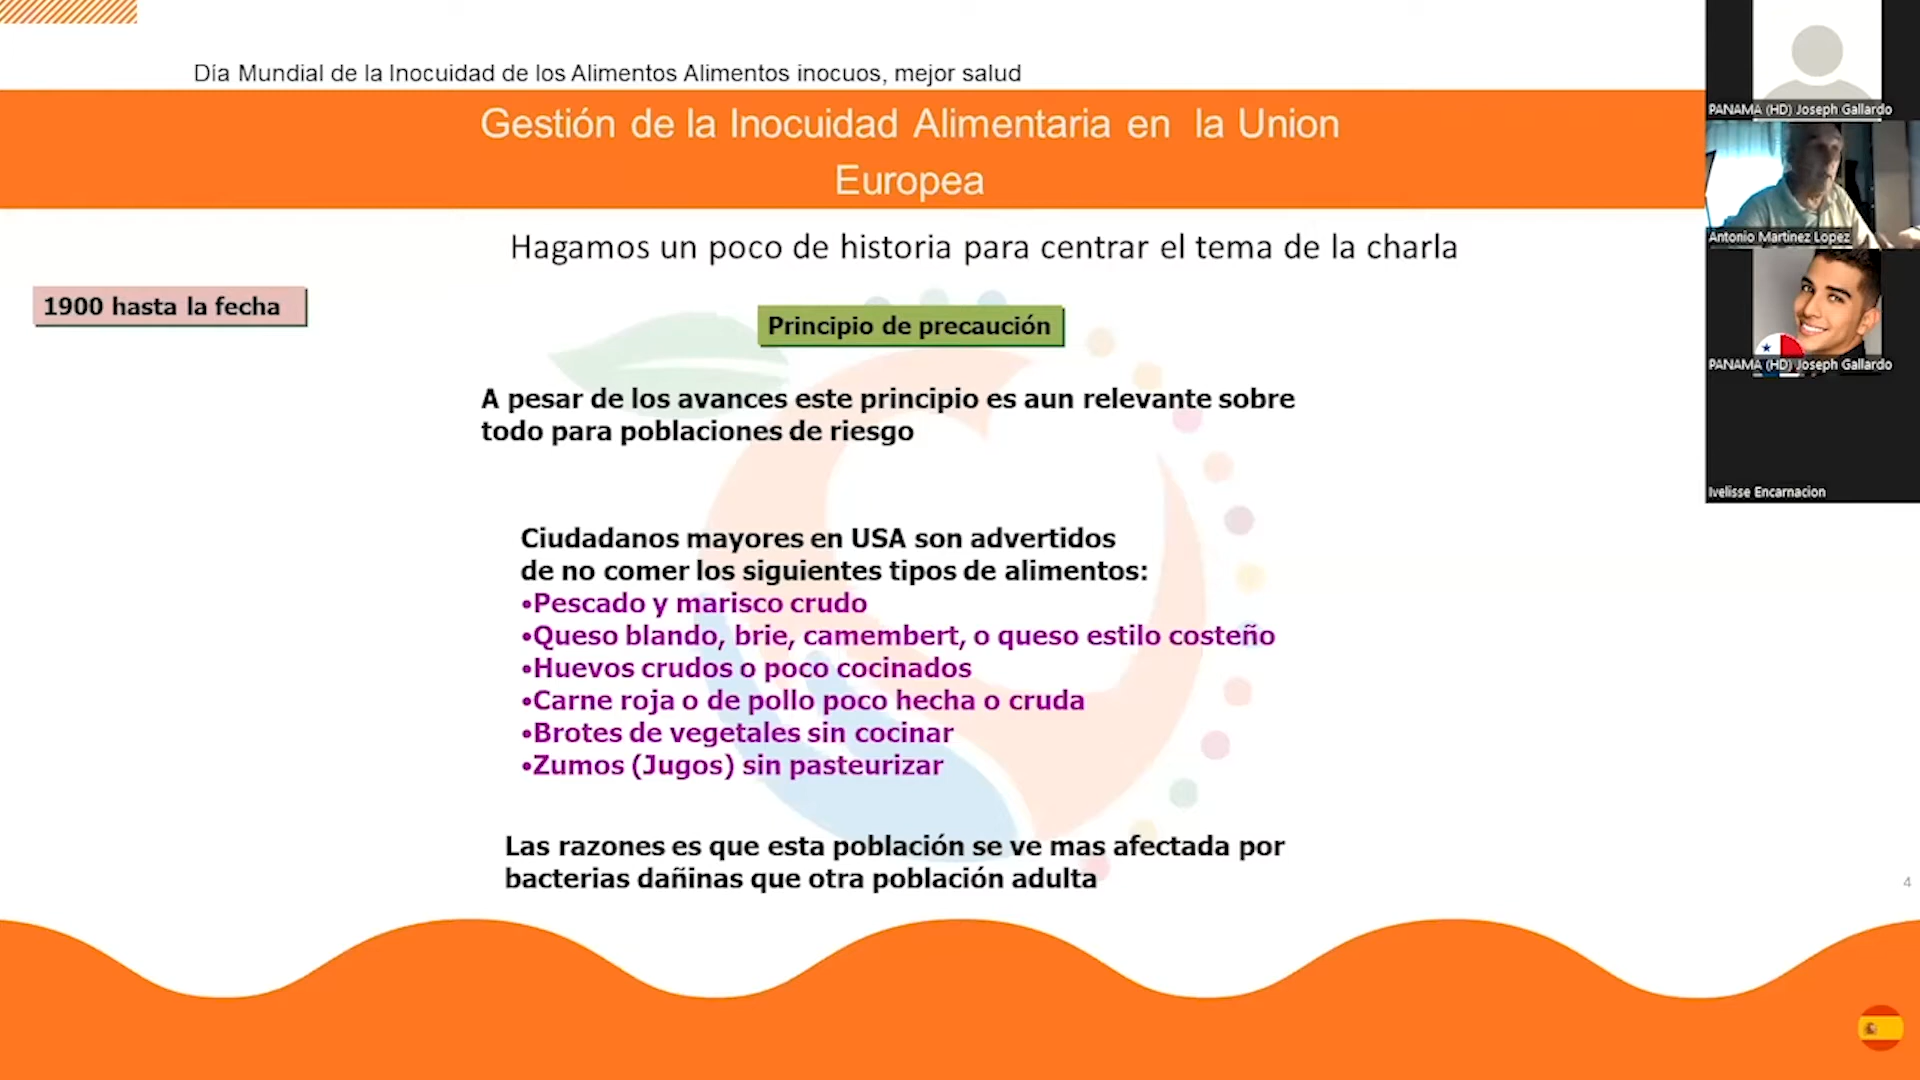 Día Mundial de la Inocuidad de los Alimentos Alimentos inocuos, mejor salud
Gestión de la Inocuidad Alimentaria en la Union
Europea
Hagamos un poco de historia para centrar el tema de la charla
1900 hasta la fecha
Principio de precaución
A pesar de los avances este principio es aun relevante sobre
todo para poblaciones de riesgo
Ciudadanos mayores en USA son advertidos
de no comer los siguientes tipos de alimentos:
•Pescado y marisco crudo
•Queso blando, brie, camembert, o queso estilo costeño
•Huevos crudos o poco cocinados
•Carne roja o de pollo poco hecha o cruda
•Brotes de vegetales sin cocinar
•Zumos (Jugos) sin pasteurizar
Las razones es que esta población se ve mas afectada por
bacterias dañinas que otra población adulta
4
PANAMA (HD) Joseph Gallardo
Antonio Martinez Lopez
PANAMA (HD) Joseph Gallardo
Ivelisse Encarnacion